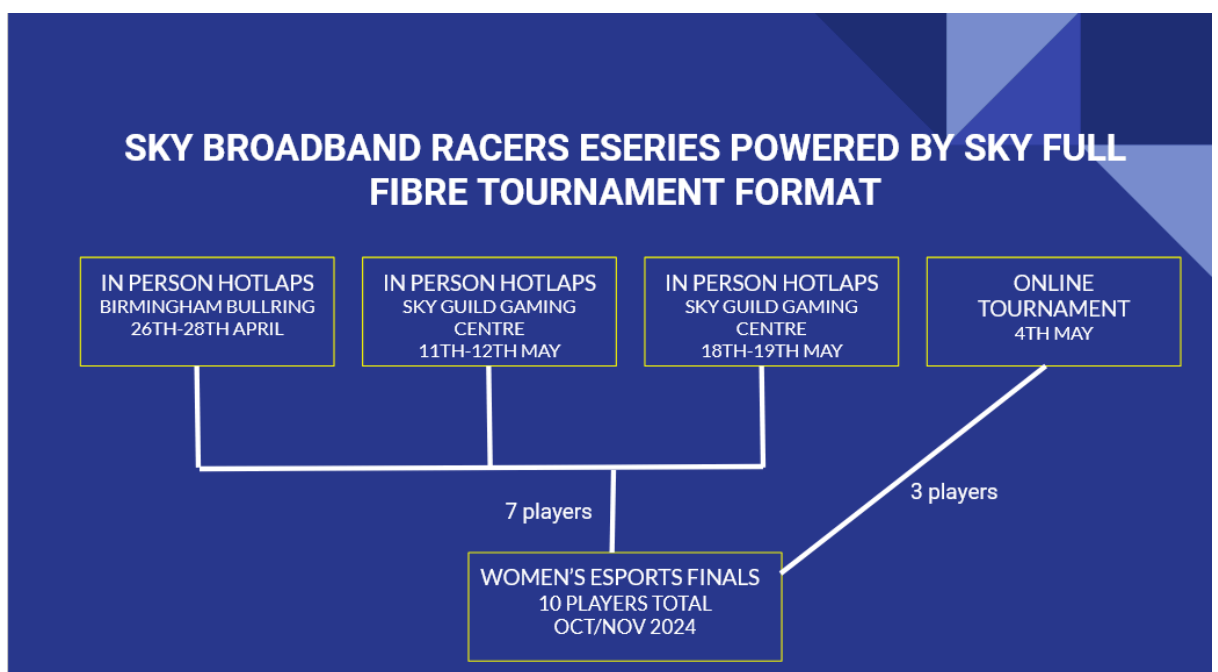 SKY BROADBAND RACERS ESERIES POWERED BY SKY FULL
FIBRE TOURNAMENT FORMAT
IN PERSON HOTLAPS
BIRMINGHAM BULLRING
26TH-28TH APRIL
IN PERSON HOTLAPS
SKY GUILD GAMING
CENTRE
11TH-12TH MAY
IN PERSON HOTLAPS
SKY GUILD GAMING
CENTRE
18TH-19TH MAY
ONLINE
TOURNAMENT
4TH MAY
7 players
3 players
WOMEN'S ESPORTS FINALS
10 PLAYERS TOTAL
OCT/NOV 2024